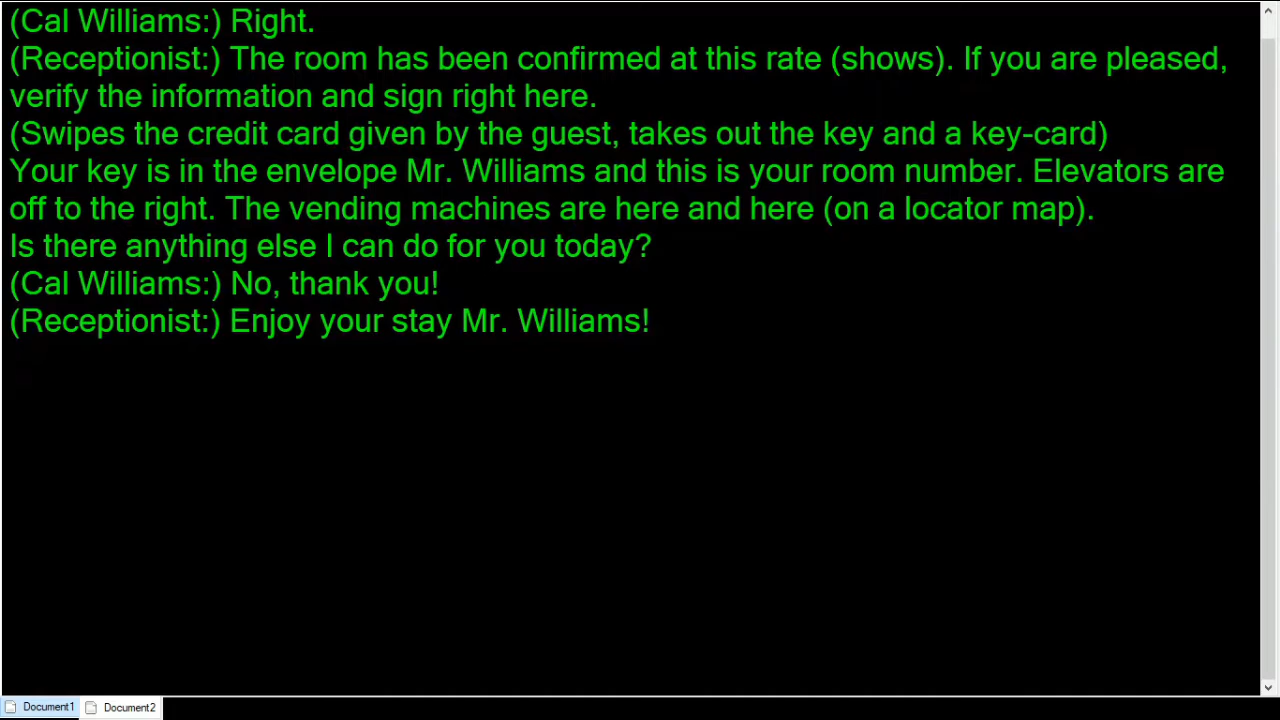 (Cal Williams:) Right.
(Receptionist:) The room has been confirmed at this rate (shows). If you are pleased,
verify the information and sign right here.
(Swipes the credit card given by the guest, takes out the key and a key-card)
Your key is in the envelope Mr. Williams and this is your room number. Elevators are
off to the right. The vending machines are here and here (on a locator map).
Is there anything else I can do for you today?
(Cal Williams:) No, thank you!
(Receptionist:) Enjoy your stay Mr. Williams!
Document1 Document2